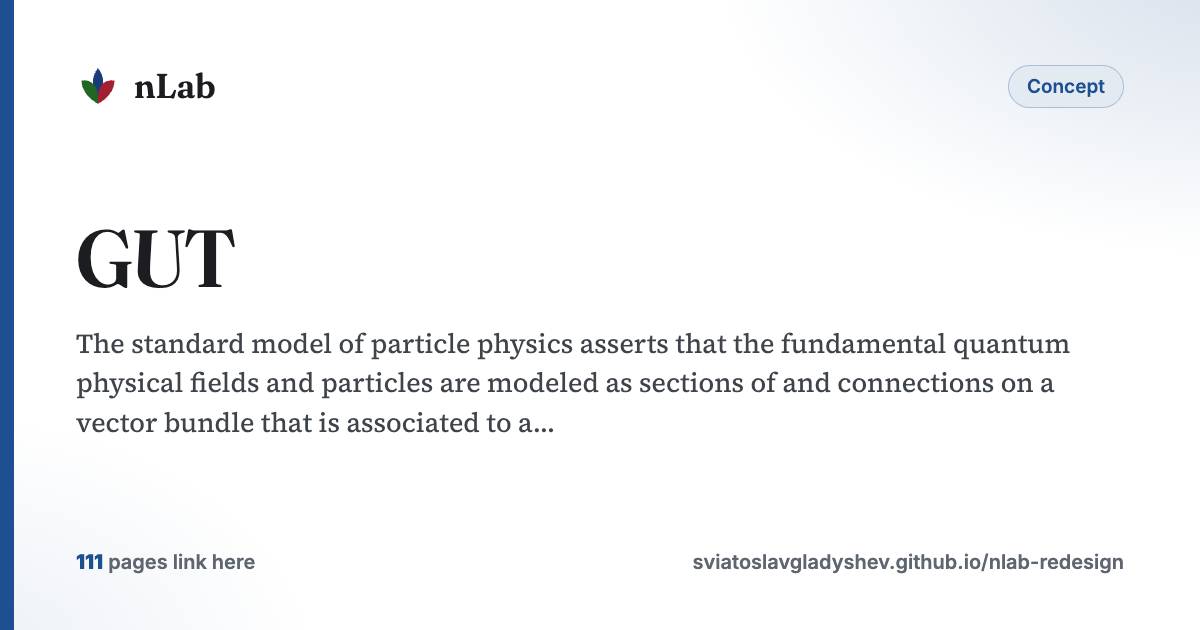 nLab
Concept
GUT
The standard model of particle physics asserts that the fundamental quantum
physical fields and particles are modeled as sections of and connections on a
vector bundle that is associated to a...
111 pages link here
sviatoslavgladyshev.github.io/nlab-redesign